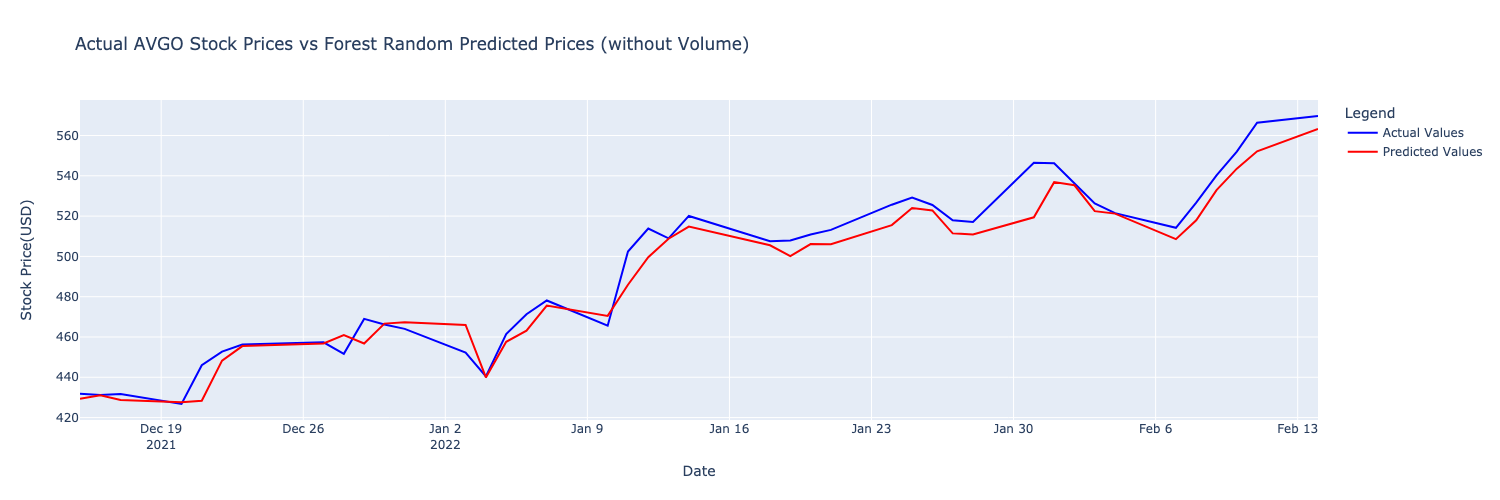 Actual AVGO Stock Prices vs Forest Random Predicted Prices (without Volume)
Legend
Actual Values
Predicted Values
Stock Price(USD)
560
540
520
500
480
460
440
420
Dec 19
2021
Dec 26
Jan 2
2022
Jan 9
Jan 16
Jan 23
Jan 30
Feb 6
Feb 13
Date